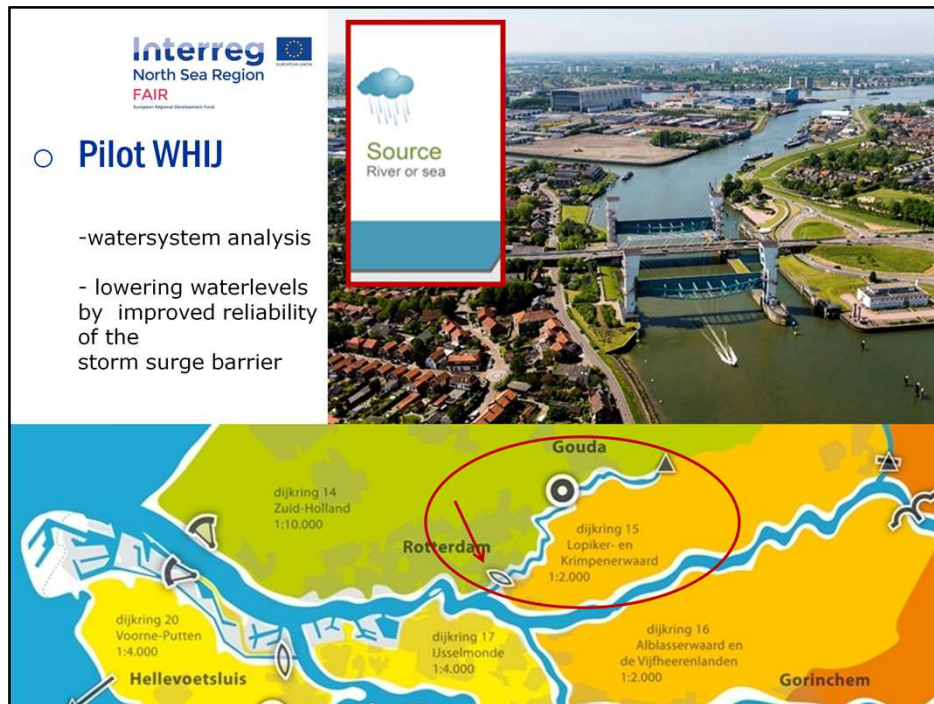 Interreg
EUROPEAN UNION
North Sea Region
FAIR
European Regional Development Fund
Pilot WHIJ
-watersystem analysis
- lowering waterlevels
by improved reliability
of the
storm surge barrier
Source
River or sea
Gouda
dijkring 14
Zuid-Holland
1:10.000
Rotterdam
dijkring 15
Lopiker- en
Krimpenerwaard
1:2.000
dijkring 20
Voorne-Putten
1:4.000
dijkring 17
IJsselmonde
1:4.000
dijkring 16
Alblasserwaard en
de Vijfheerenlanden
1:2.000
Hellevoetsluis
Gorinchem